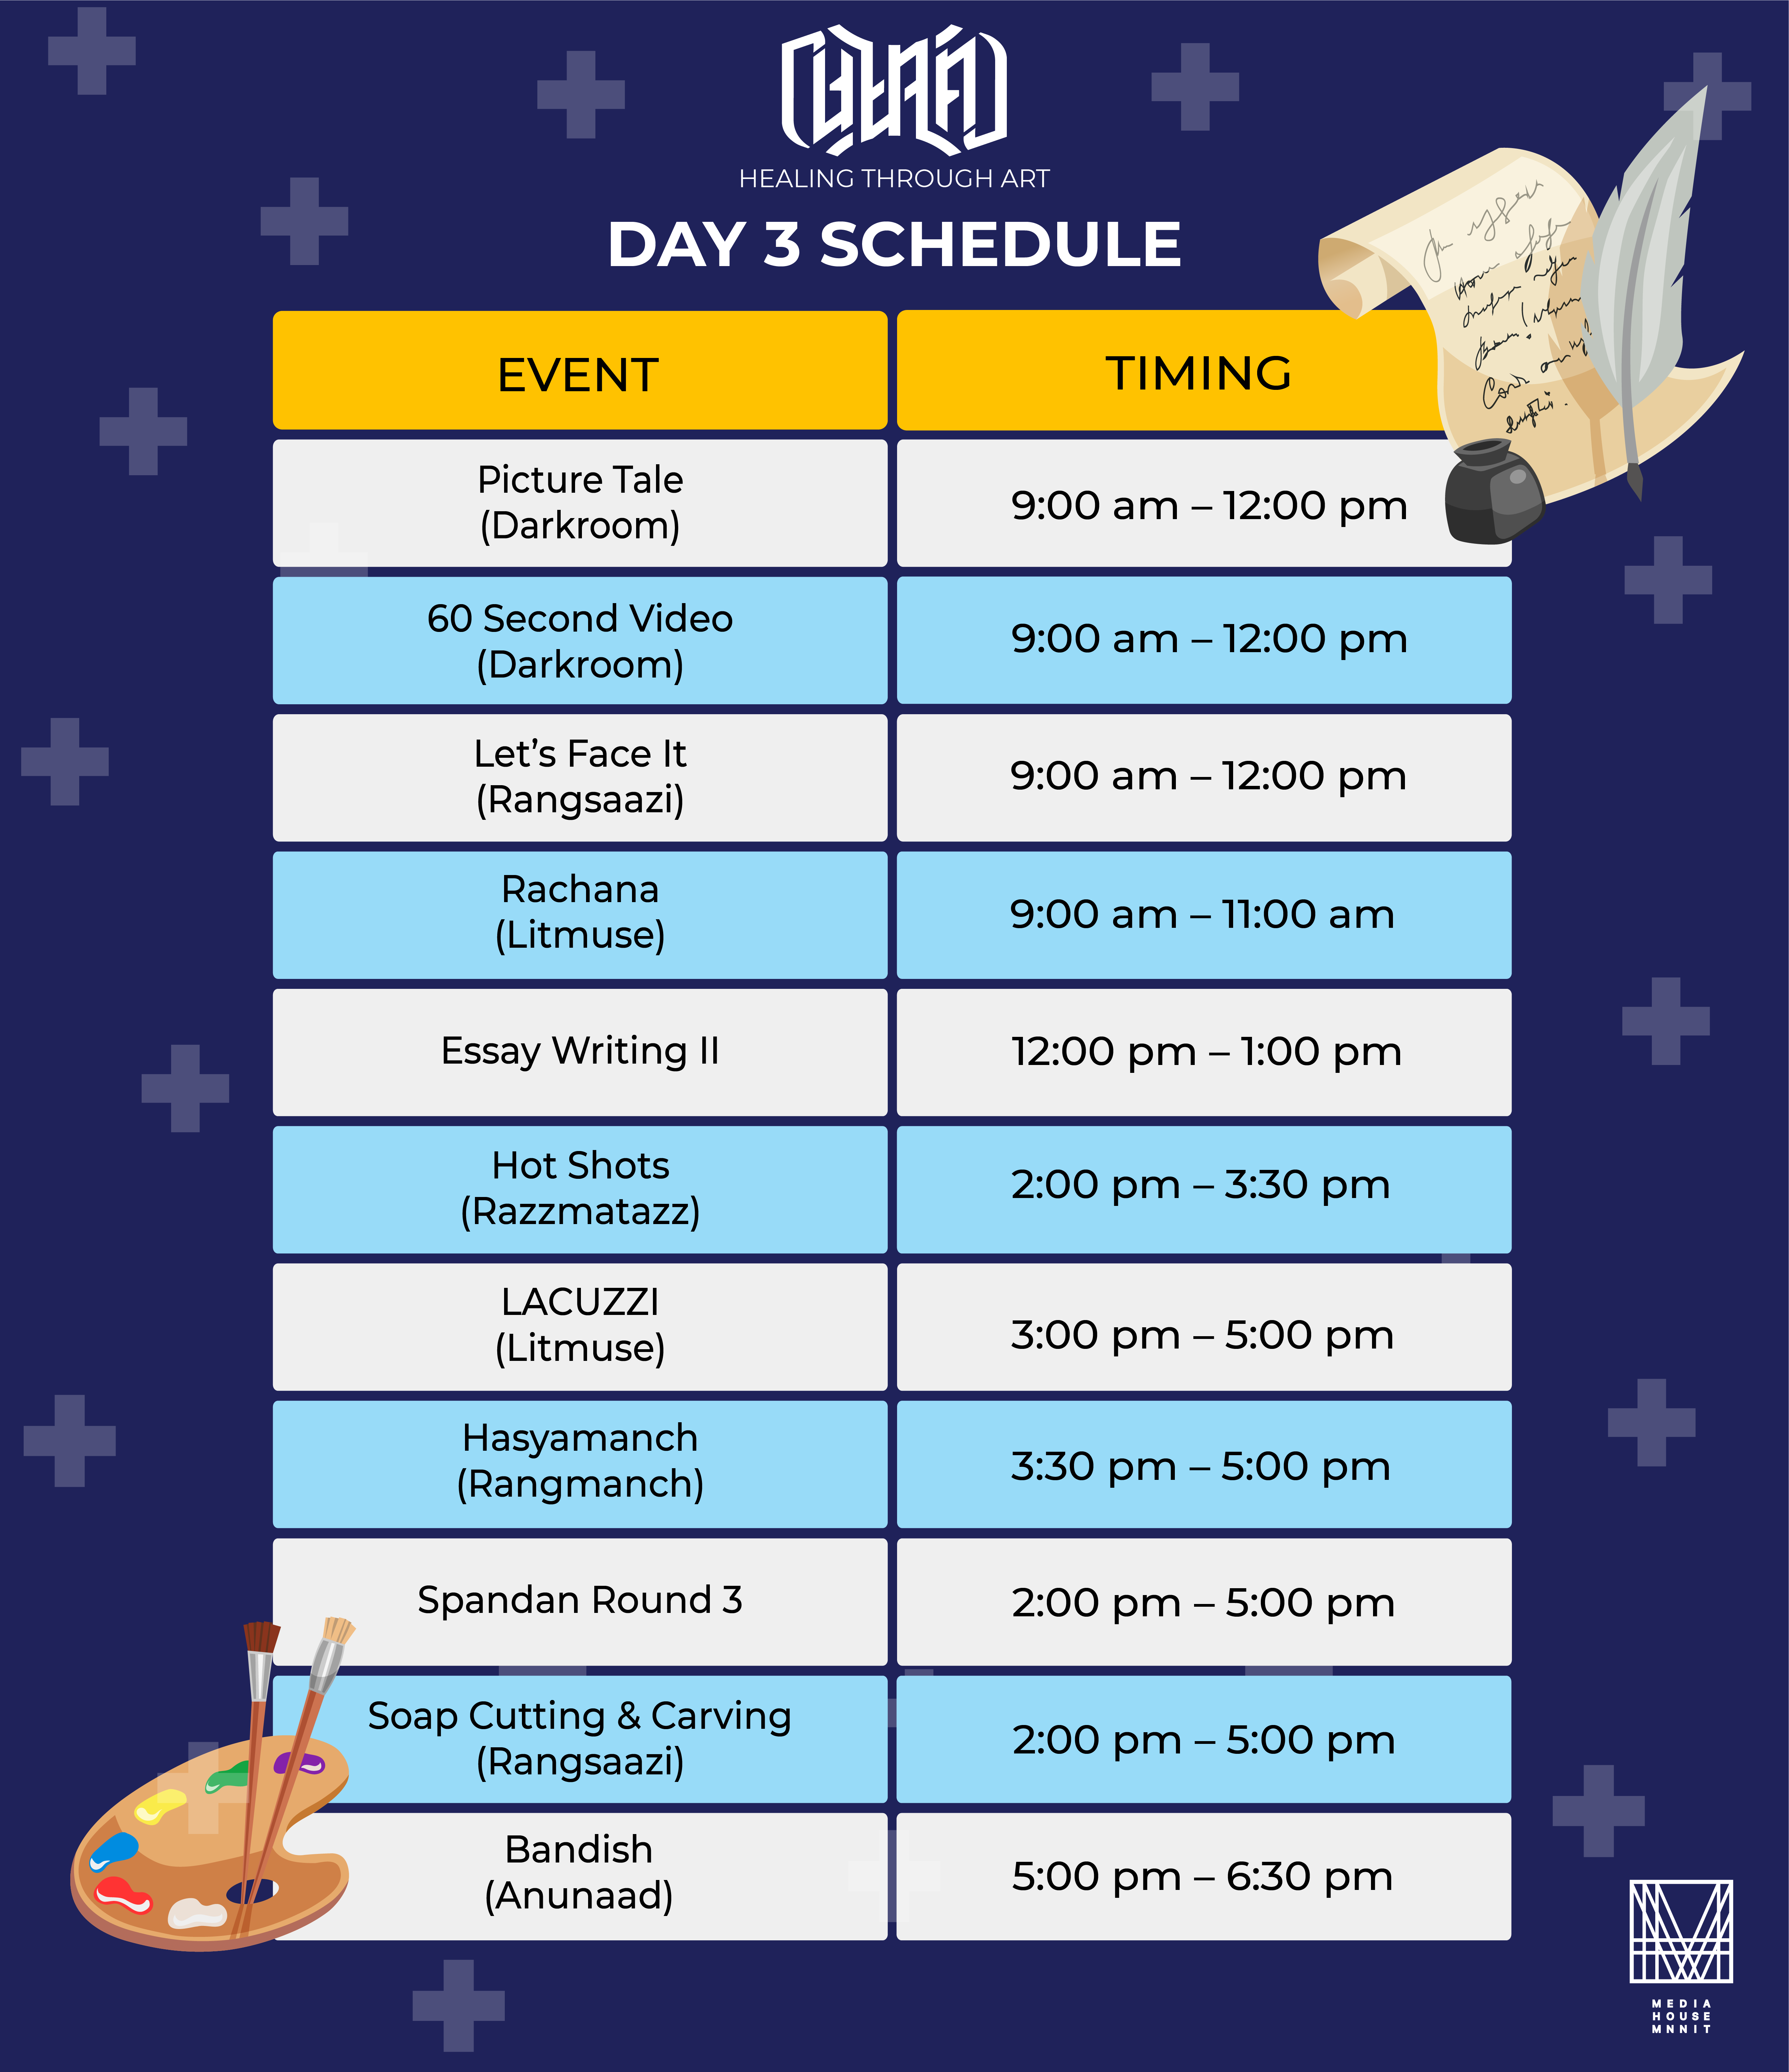 HEALING THROUGH ART
DAY 3 SCHEDULE
EVENT
TIMING
Picture Tale
(Darkroom)
9:00 am – 12:00 pm
60 Second Video
(Darkroom)
9:00 am – 12:00 pm
Let’s Face It
(Rangsaazi)
9:00 am – 12:00 pm
Rachana
(Litmuse)
9:00 am – 11:00 am
Essay Writing II
12:00 pm – 1:00 pm
Hot Shots
(Razzmatazz)
2:00 pm – 3:30 pm
LACUZZI
(Litmuse)
3:00 pm – 5:00 pm
Hasyamanch
(Rangmanch)
3:30 pm – 5:00 pm
Spandan Round 3
2:00 pm – 5:00 pm
Soap Cutting & Carving
(Rangsaazi)
2:00 pm – 5:00 pm
Bandish
(Anunaad)
5:00 pm – 6:30 pm
MEDIA
HOUSE
MNNIT